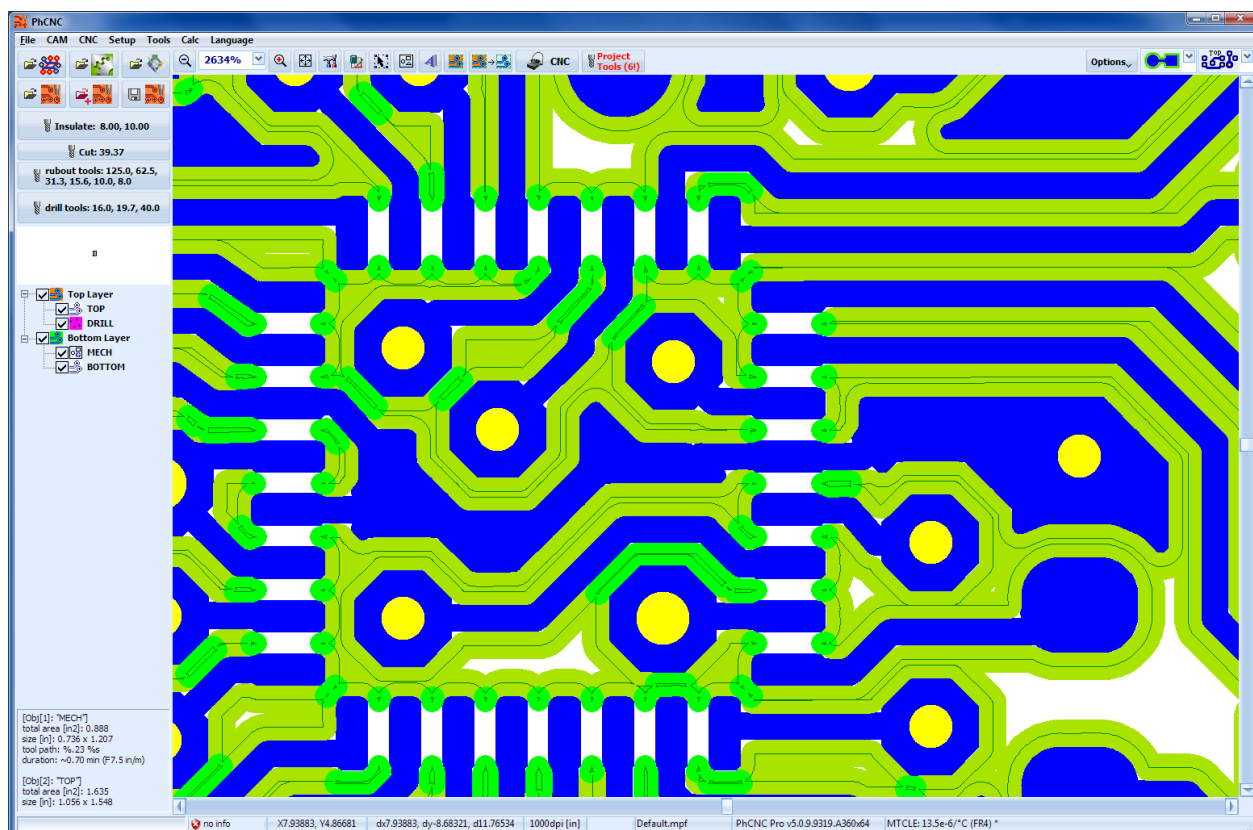 PhCNC
File CAM CNC Setup Tools Calc Language
2634%
CNC
Project
Tools (6!)
Options
TOP
Insulate: 8.00, 10.00
Cut: 39.37
rubout tools: 125.0, 62.5,
31.3, 15.6, 10.0, 8.0
drill tools: 16.0, 19.7, 40.0
Top Layer
TOP
DRILL
Bottom Layer
MECH
BOTTOM
[Obj[1]: "MECH"]
total area [in2]: 0.888
size [in]: 0.736 x 1.207
tool path: %.23 %s
duration: ~0.70 min (F7.5 in/m)
[Obj[2]: "TOP"]
total area [in2]: 1.635
size [in]: 1.056 x 1.548
no info
X7.93883, Y4.86681
dx7.93883, dy-8.68321, d11.76534
1000dpi [in]
Default.mpf
PhCNC Pro v5.0.9.9319.A360x64
MTCLE: 13.5e-6/°C (FR4) *